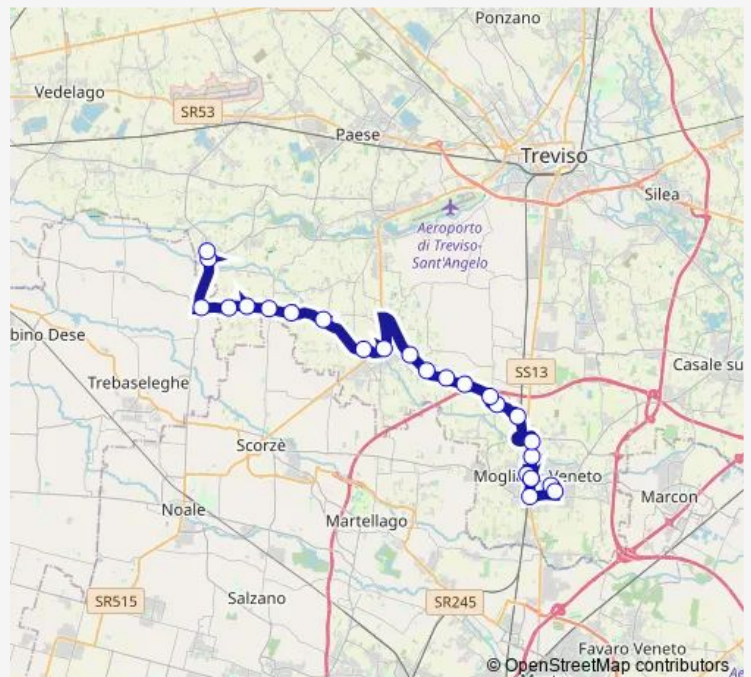 Ponzano
Vedelago
SR53
Paese
Treviso
Silea
Aeroporto
di Treviso-
Sant'Angelo
bino Dese
SS13
Casale su
Trebaseleghe
Scorzè
Mogli
Veneto
Marcon
Noale
Martellago
SR515
Salzano
SR245
Favaro Veneto
© OpenStreetMap contributors